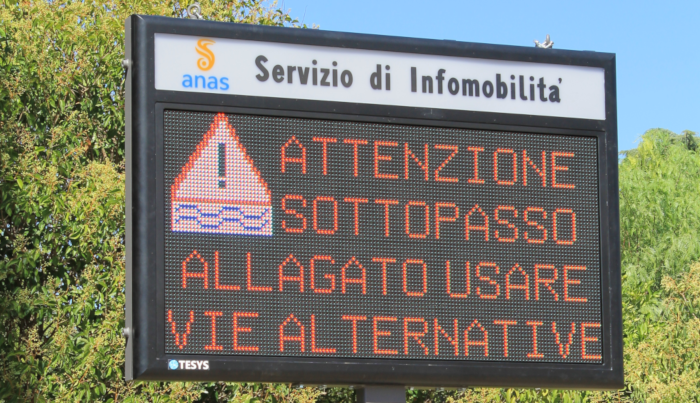 anas
Servizio di Infomobilita'
!
ATTENZIONE
SOTTOPASSO
ALLAGATO USARE
VIE ALTERNATIVE
TESYS